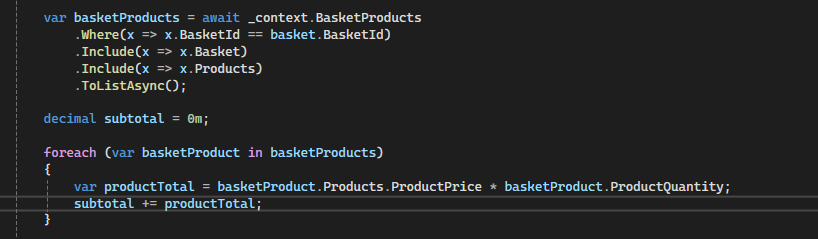 var basketProducts = await _context.BasketProducts
.Where(x => x.BasketId == basket.BasketId)
.Include(x => x.Basket)
.Include(x => x.Products)
.ToListAsync();
decimal subtotal = 0m;
foreach (var basketProduct in basketProducts)
{
var productTotal = basketProduct.Products.ProductPrice * basketProduct.ProductQuantity;
subtotal += productTotal;
}